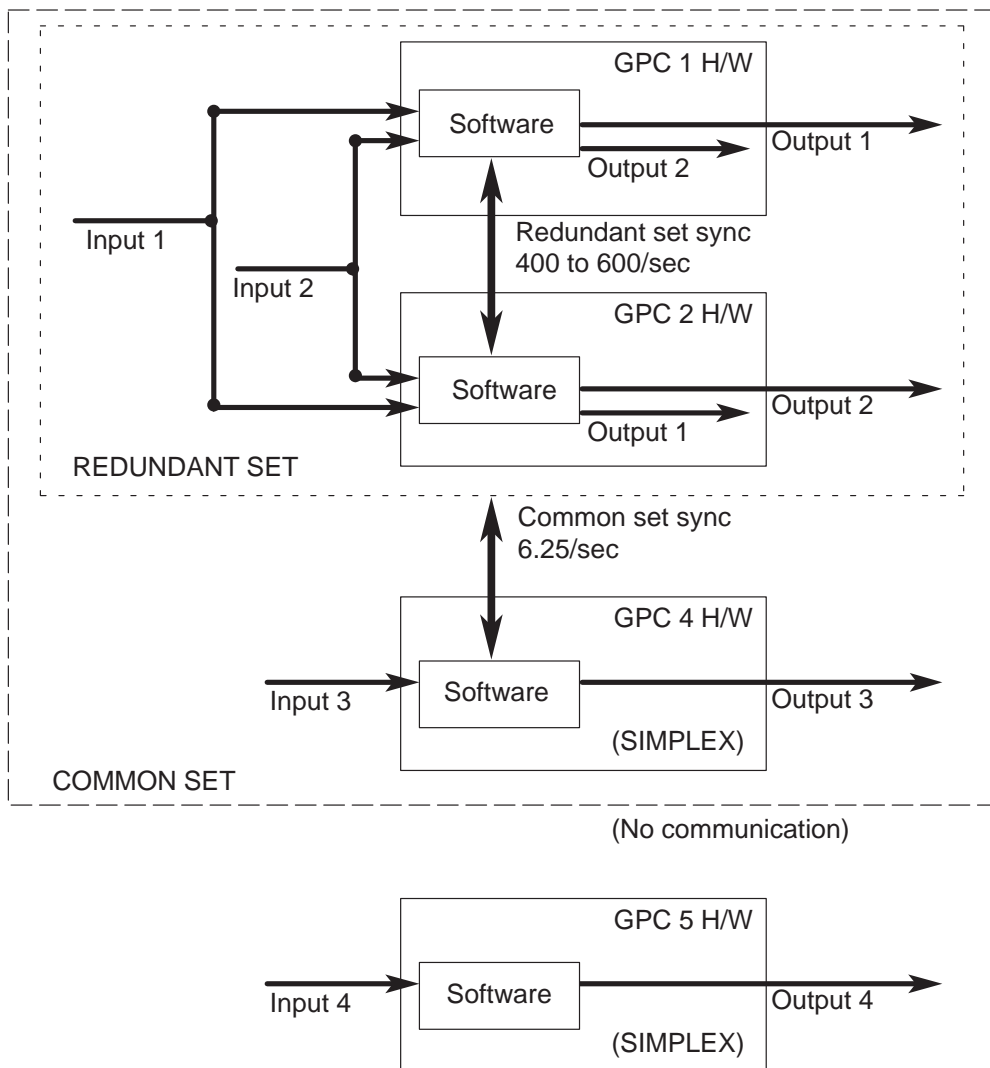 GPC 1 H/W
Software
Output 1
Output 2
Input 1
Redundant set sync
400 to 600/sec
Input 2
GPC 2 H/W
Software
Output 2
Output 1
REDUNDANT SET
Common set sync
6.25/sec
GPC 4 H/W
Software
Input 3
Output 3
(SIMPLEX)
COMMON SET
(No communication)
GPC 5 H/W
Software
Input 4
Output 4
(SIMPLEX)